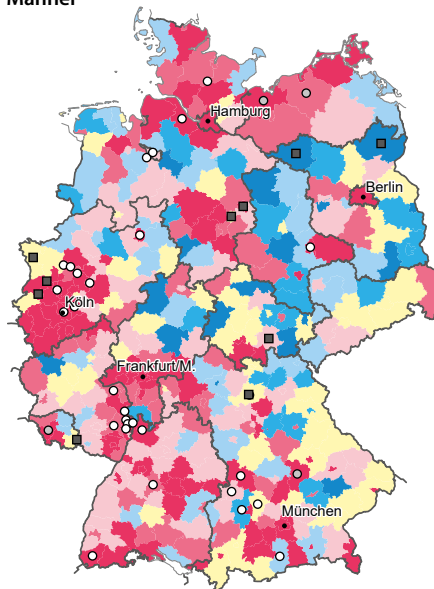 Männer
Hamburg
Berlin
Köln
Frankfurt/M.
München